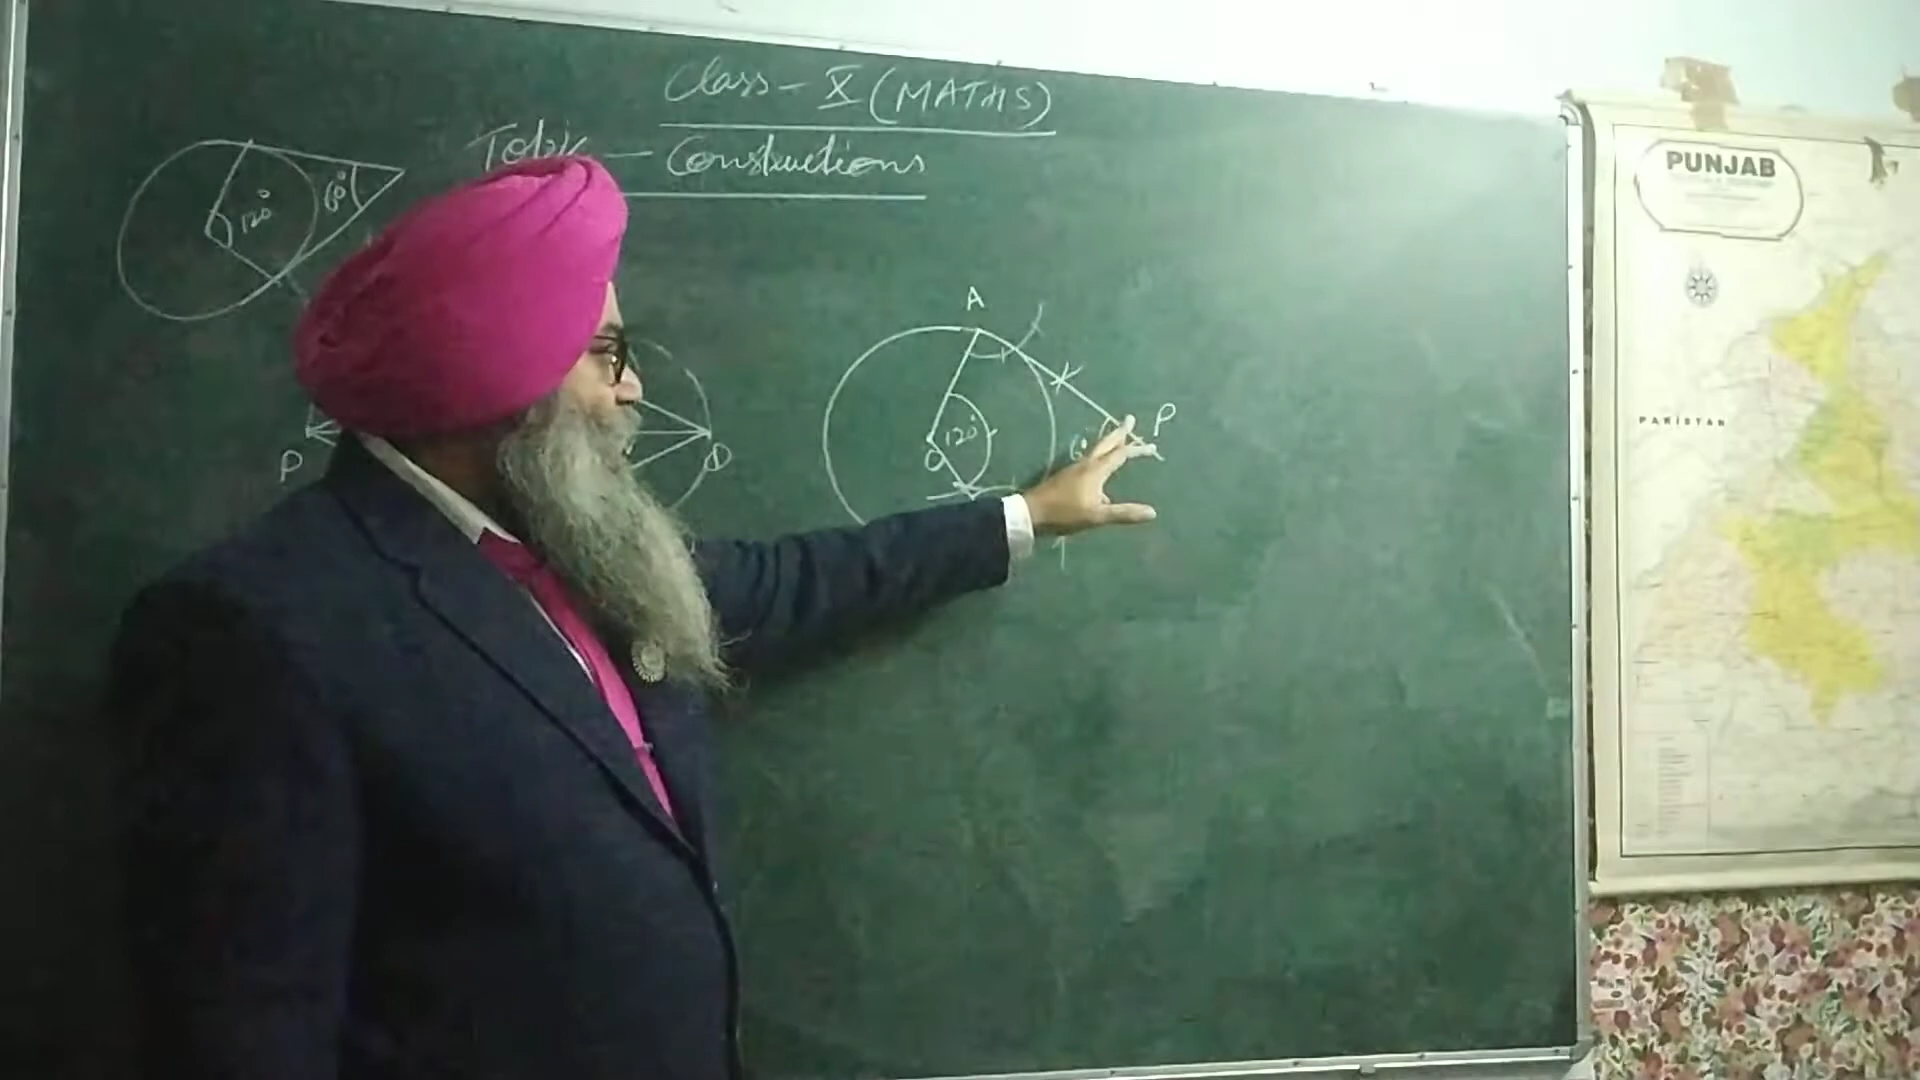 Class - X (MATHS)
Topic - Constructions
120°
60°
A
P
120°
60°
O
P
PUNJAB
PAKISTAN